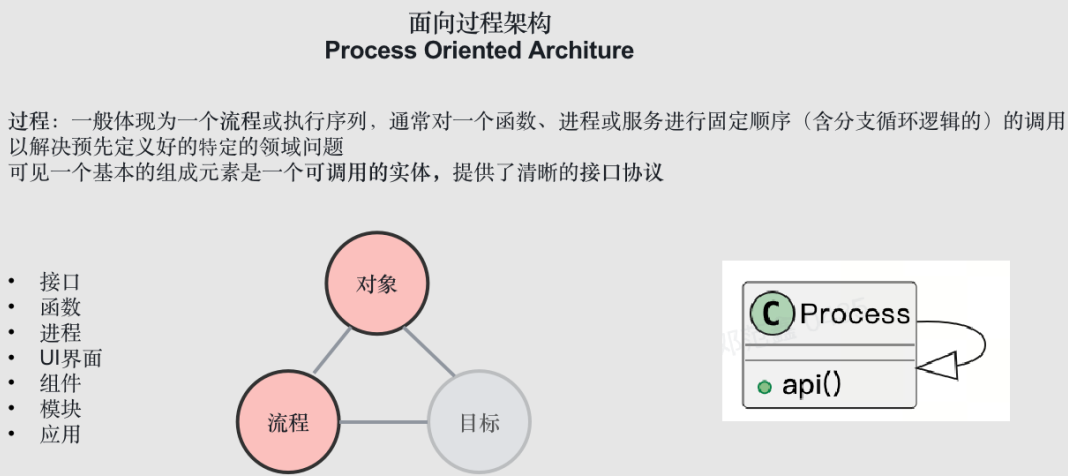 面向过程架构
Process Oriented Architure
过程：一般体现为一个流程或执行序列，通常对一个函数、进程或服务进行固定顺序（含分支循环逻辑的）的调用
以解决预先定义好的特定的领域问题
可见一个基本的组成元素是一个可调用的实体，提供了清晰的接口协议
• 接口
• 函数
• 进程
• UI界面
• 组件
• 模块
• 应用
对象
流程
目标
C Process
api()